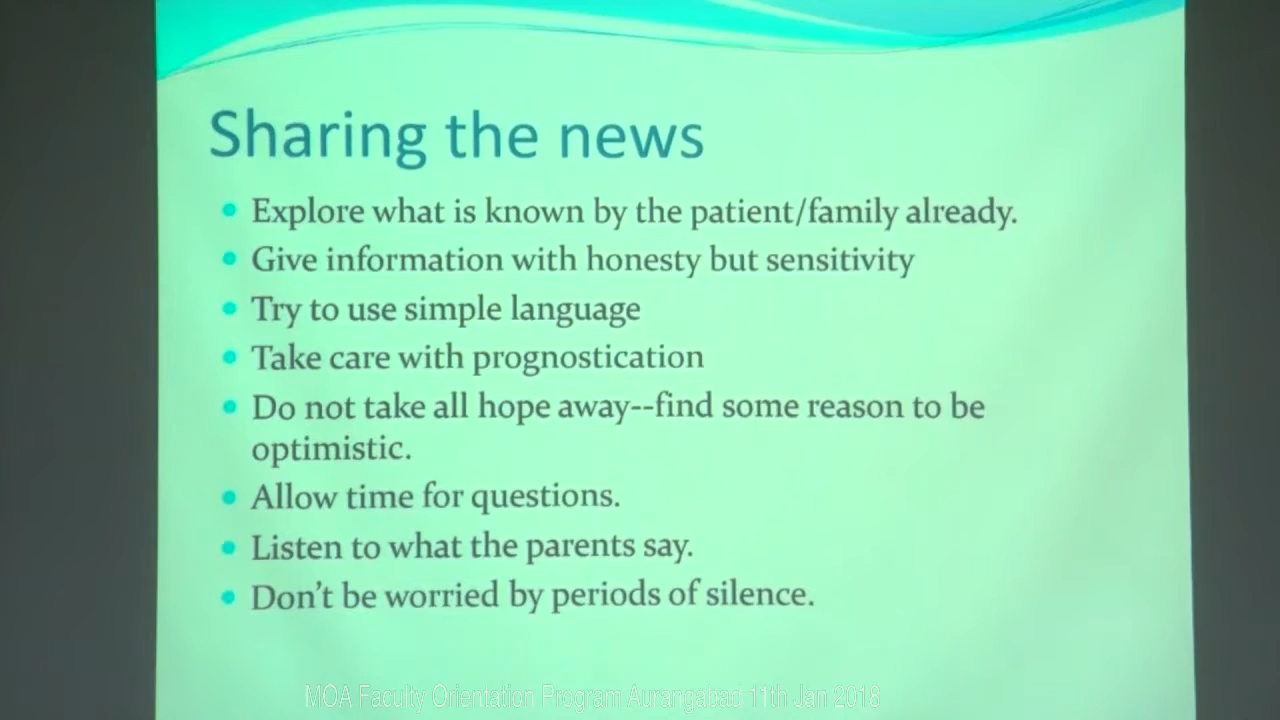 Sharing the news
Explore what is known by the patient/family already.
Give information with honesty but sensitivity
Try to use simple language
Take care with prognostication
Do not take all hope away--find some reason to be
optimistic.
Allow time for questions.
Listen to what the parents say.
Don't be worried by periods of silence.
MOA Faculty Orientation Program Aurangabad 11th Jan 2018